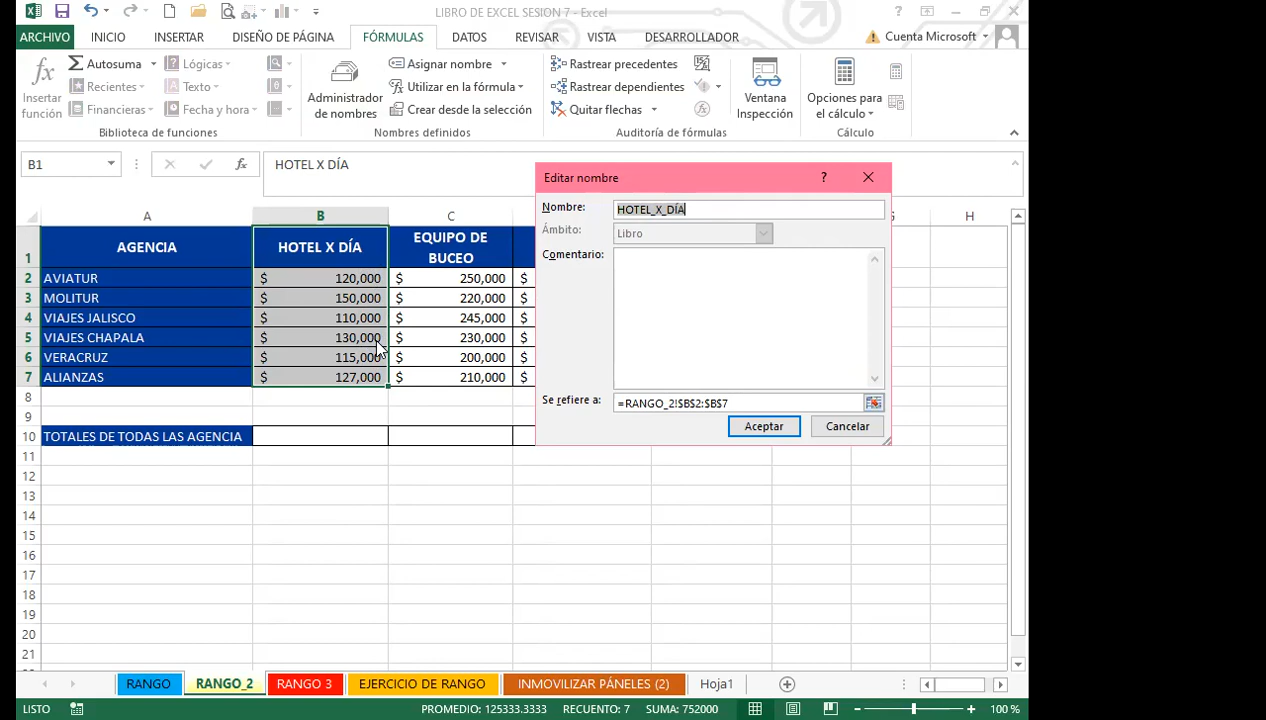 LIBRO DE EXCEL SESION 7 - Excel
ARCHIVO INICIO INSERTAR DISEÑO DE PÁGINA FÓRMULAS DATOS REVISAR VISTA DESARROLLADOR Cuenta Microsoft
fx Insertar función
Σ Autosuma
Recientes
Financieras
Lógicas
Texto
Fecha y hora
Biblioteca de funciones
Administrador de nombres
Asignar nombre
Utilizar en la fórmula
Crear desde la selección
Nombres definidos
Rastrear precedentes
Rastrear dependientes
Quitar flechas
Auditoría de fórmulas
Ventana Inspección
Opciones para el cálculo
Cálculo
B1 fx HOTEL X DÍA
A B C H
1 AGENCIA HOTEL X DÍA EQUIPO DE BUCEO
2 AVIATUR $ 120,000 $ 250,000 $
3 MOLITUR $ 150,000 $ 220,000 $
4 VIAJES JALISCO $ 110,000 $ 245,000 $
5 VIAJES CHAPALA $ 130,000 $ 230,000 $
6 VERACRUZ $ 115,000 $ 200,000 $
7 ALIANZAS $ 127,000 $ 210,000 $
8
9
10 TOTALES DE TODAS LAS AGENCIA
11
12
13
14
15
16
17
18
19
20
21
Editar nombre ?
Nombre: HOTEL_X_DÍA
Ámbito: Libro
Comentario:
Se refiere a: =RANGO_2!$B$2:$B$7
Aceptar Cancelar
RANGO RANGO_2 RANGO 3 EJERCICIO DE RANGO INMOVILIZAR PÁNELES (2) Hoja1
LISTO PROMEDIO: 125333.3333 RECUENTO: 7 SUMA: 752000 100 %